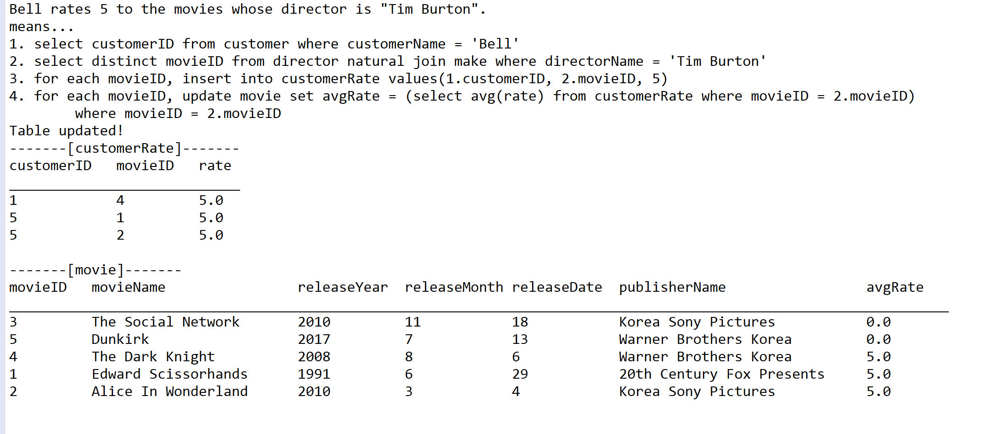 Bell rates 5 to the movies whose director is "Tim Burton".
means...
1. select customerID from customer where customerName = 'Bell'
2. select distinct movieID from director natural join make where directorName = 'Tim Burton'
3. for each movieID, insert into customerRate values(1.customerID, 2.movieID, 5)
4. for each movieID, update movie set avgRate = (select avg(rate) from customerRate where movieID = 2.movieID)
        where movieID = 2.movieID
Table updated!
-------[customerRate]-------
customerID   movieID   rate
____________________________
1            4         5.0
5            1         5.0
5            2         5.0

-------[movie]-------
movieID   movieName                releaseYear  releaseMonth releaseDate  publisherName                 avgRate
__________________________________________________________________________________________________________________
3         The Social Network       2010         11           18           Korea Sony Pictures           0.0
5         Dunkirk                  2017         7            13           Warner Brothers Korea         0.0
4         The Dark Knight          2008         8            6            Warner Brothers Korea         5.0
1         Edward Scissorhands      1991         6            29           20th Century Fox Presents     5.0
2         Alice In Wonderland      2010         3            4            Korea Sony Pictures           5.0